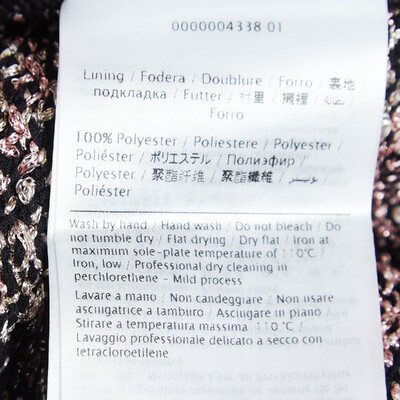 0000004338 01
Lining / Fodera / Doublure / Forro / 裏地 /
подкладка / Futter / 衬里 / 襯裡 /
Forro
100% Polyester / Poliestere / Polyester /
Poliéster / ポリエステル / Полиэфир /
Polyester / 聚酯纤维 / 聚酯纖維 / بوليستر /
Poliéster
Wash by hand / Hand wash / Do not bleach / Do
not tumble dry / Flat drying / Dry flat / Iron at
maximum sole-plate temperature of 110°C /
Iron, low / Professional dry cleaning in
perchlorethene - Mild process
Lavare a mano / Non candeggiare / Non usare
asciugatrice a tamburo / Asciugare in piano /
Stirare a temperatura massima 110°C /
Lavaggio professionale delicato a secco con
tetracloroetilene